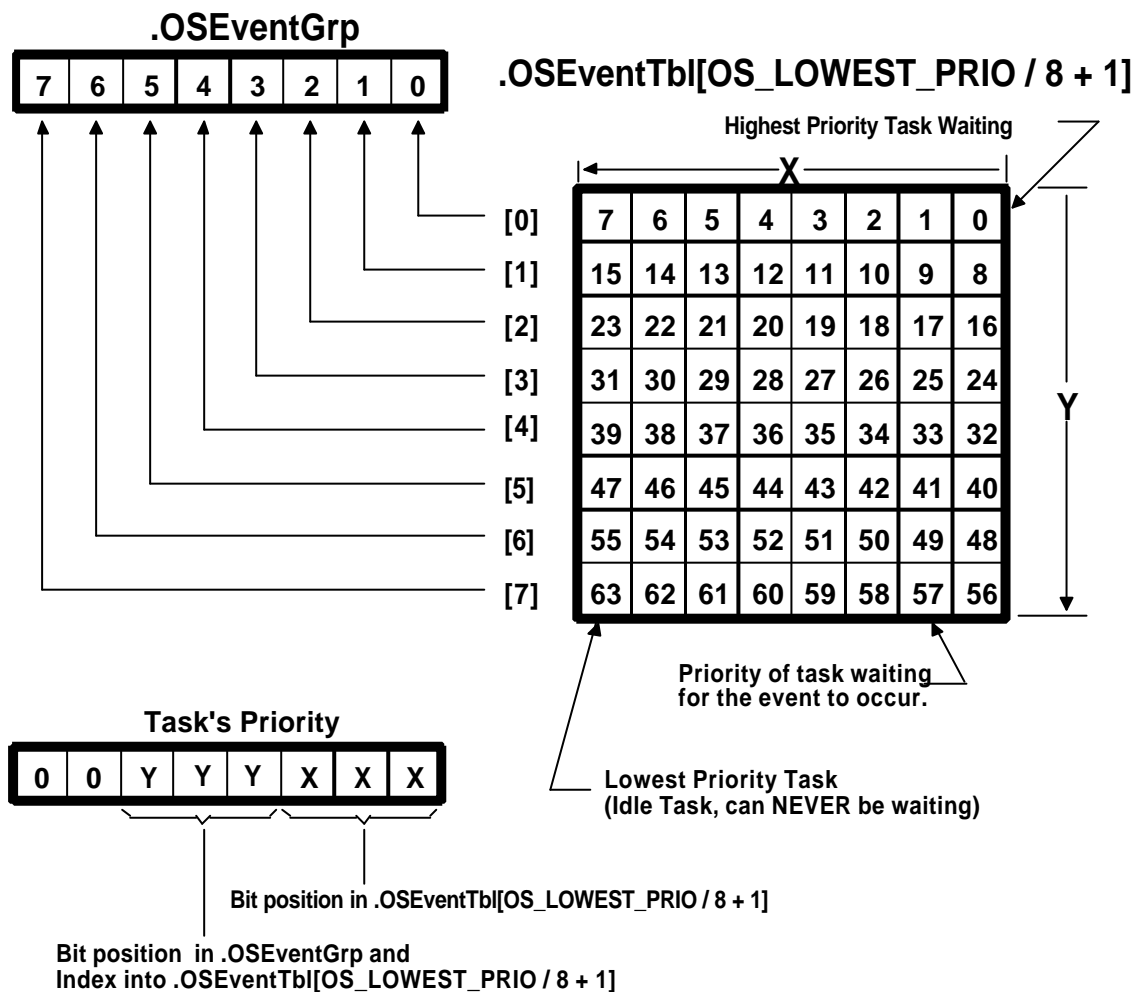 .OSEventGrp
7 6 5 4 3 2 1 0
.OSEventTbl[OS_LOWEST_PRIO / 8 + 1]
Highest Priority Task Waiting
X
[0] 7 6 5 4 3 2 1 0
[1] 15 14 13 12 11 10 9 8
[2] 23 22 21 20 19 18 17 16
[3] 31 30 29 28 27 26 25 24
[4] 39 38 37 36 35 34 33 32
Y
[5] 47 46 45 44 43 42 41 40
[6] 55 54 53 52 51 50 49 48
[7] 63 62 61 60 59 58 57 56
Priority of task waiting
for the event to occur.
Task's Priority
0 0 Y Y Y X X X
Lowest Priority Task
(Idle Task, can NEVER be waiting)
Bit position in .OSEventTbl[OS_LOWEST_PRIO / 8 + 1]
Bit position in .OSEventGrp and
Index into .OSEventTbl[OS_LOWEST_PRIO / 8 + 1]